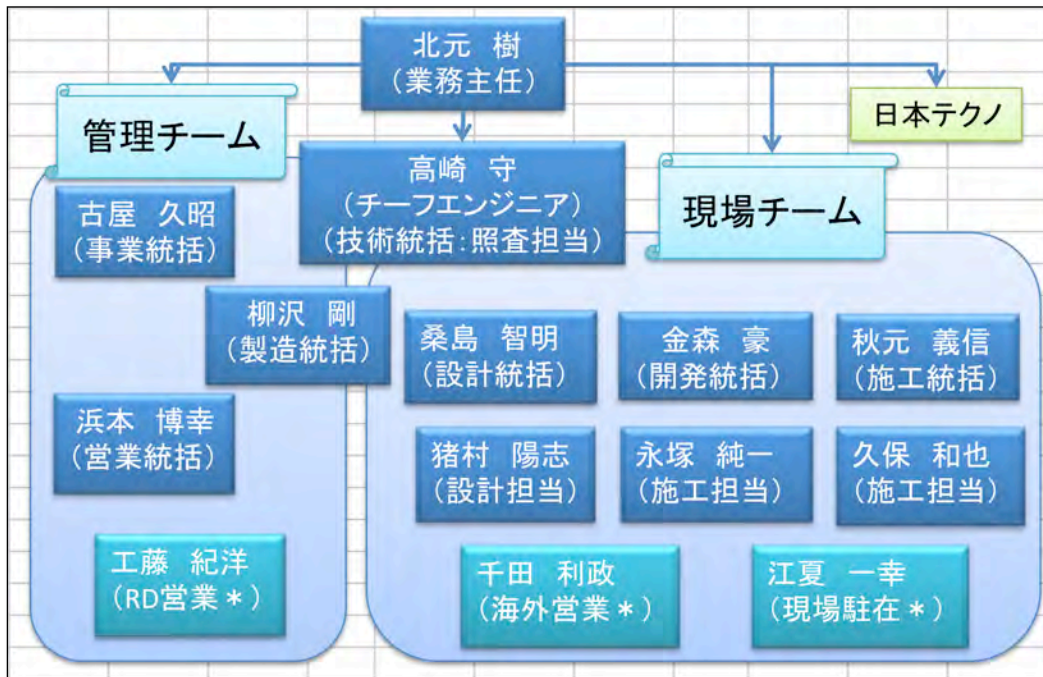 北元　樹
（業務主任）
管理チーム
日本テクノ
高崎　守
（チーフエンジニア）
（技術統括：照査担当）
現場チーム
古屋　久昭
（事業統括）
柳沢　剛
（製造統括）
桑島　智明
（設計統括）
金森　豪
（開発統括）
秋元　義信
（施工統括）
浜本　博幸
（営業統括）
猪村　陽志
（設計担当）
永塚　純一
（施工担当）
久保　和也
（施工担当）
工藤　紀洋
（RD営業＊）
千田　利政
（海外営業＊）
江夏　一幸
（現場駐在＊）